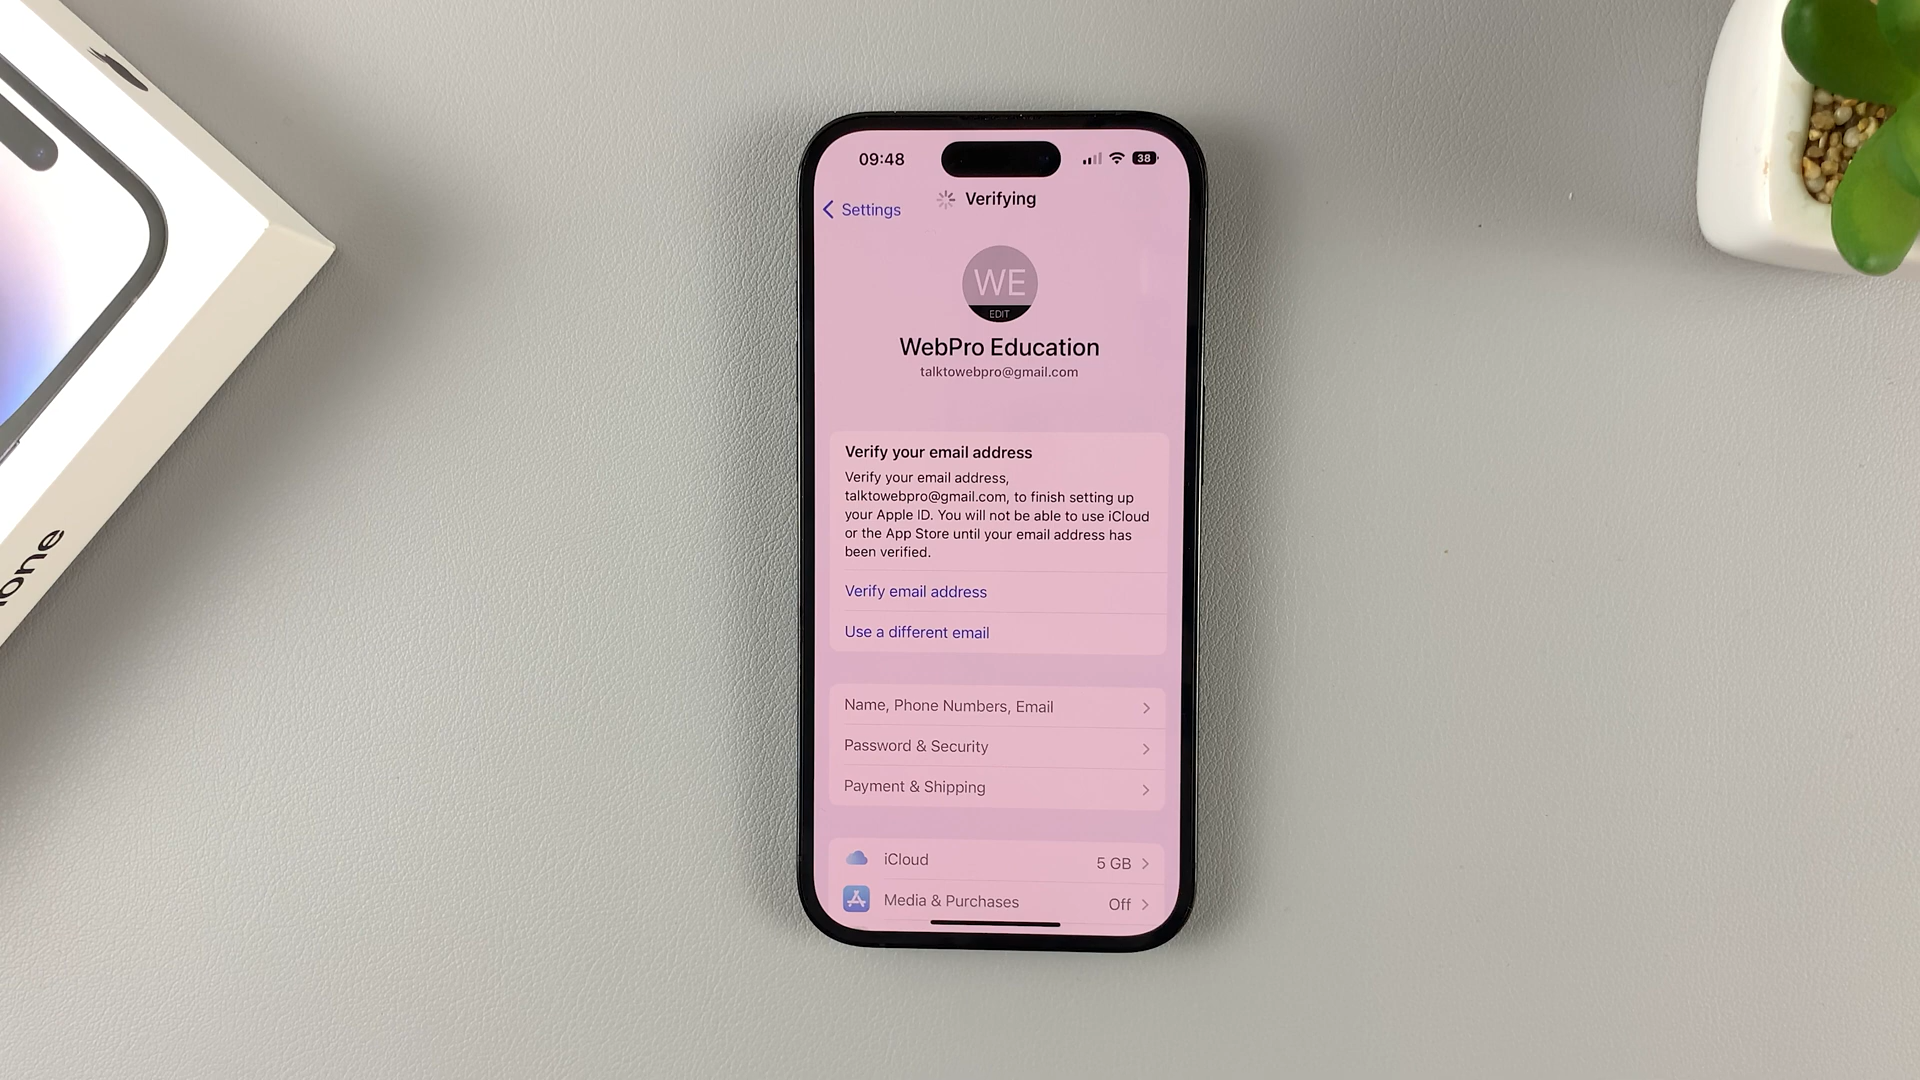 09:48
38
Settings
Verifying
WE
EDIT
WebPro Education
talktowebpro@gmail.com
Verify your email address
Verify your email address,
talktowebpro@gmail.com, to finish setting up
your Apple ID. You will not be able to use iCloud
or the App Store until your email address has
been verified.
Verify email address
Use a different email
Name, Phone Numbers, Email
Password & Security
Payment & Shipping
iCloud
5 GB
Media & Purchases
Off